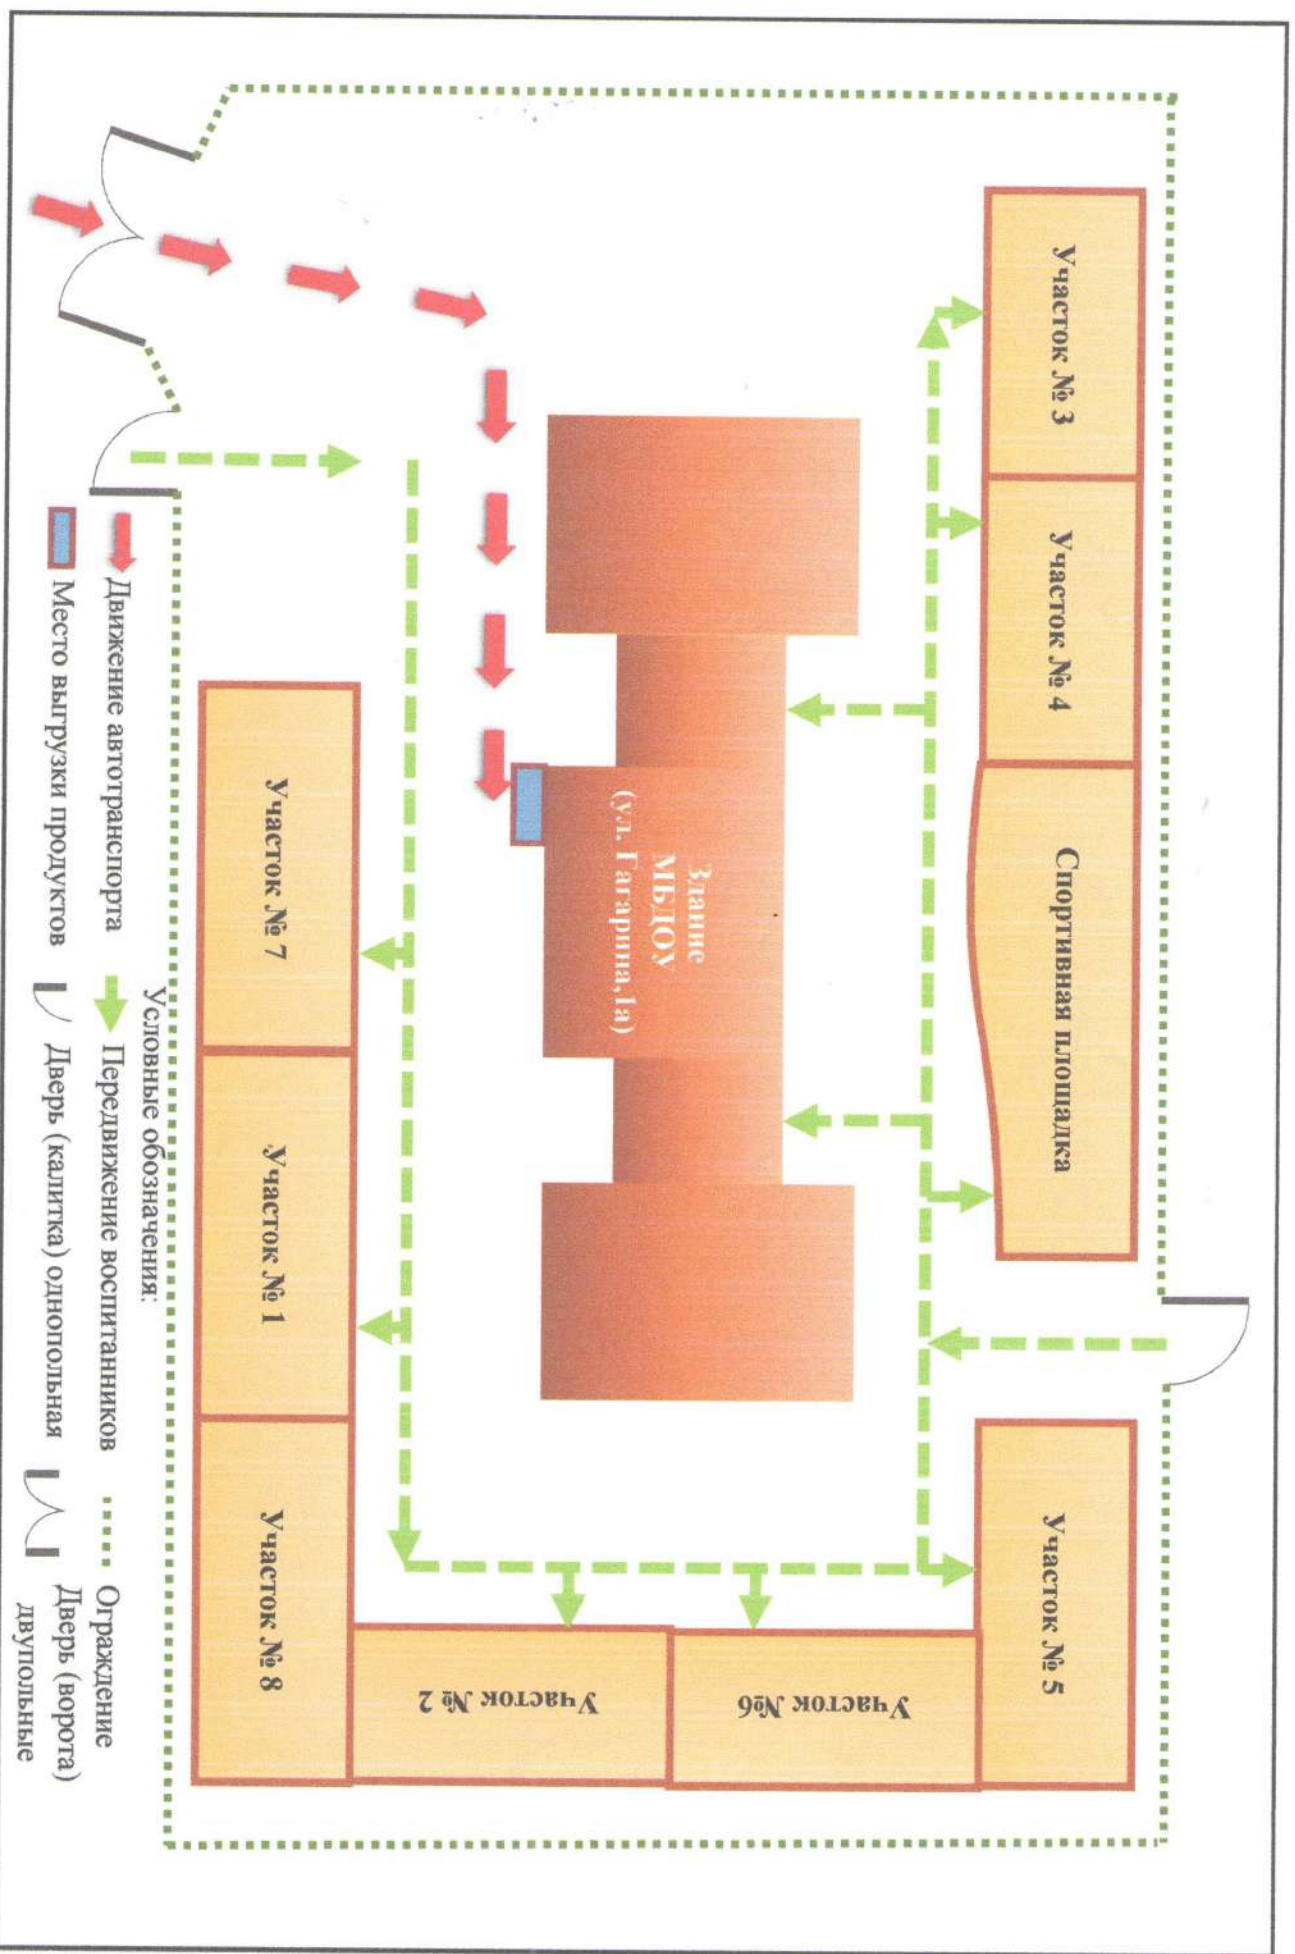 Участок № 3
Участок № 4
Спортивная площадка
Участок № 5
Здание
МБДОУ
(ул. Гагарина,1а)
Участок №6
Участок № 2
Участок № 7
Участок № 1
Участок № 8
Условные обозначения:
Движение автотранспорта
Передвижение воспитанников
Ограждение
Место выгрузки продуктов
Дверь (калитка) однопольная
Дверь (ворота)
двупольные